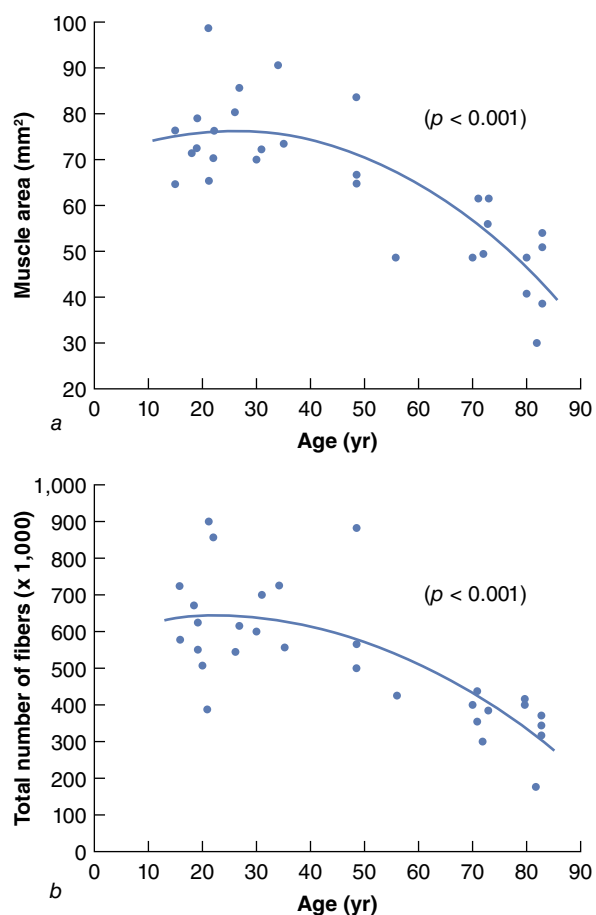 100
90
80
70
60
50
40
30
20
Muscle area (mm²)
(p < 0.001)
0 10 20 30 40 50 60 70 80 90
a
Age (yr)
1,000
900
800
700
600
500
400
300
200
100
0
Total number of fibers (x 1,000)
(p < 0.001)
0 10 20 30 40 50 60 70 80 90
b
Age (yr)